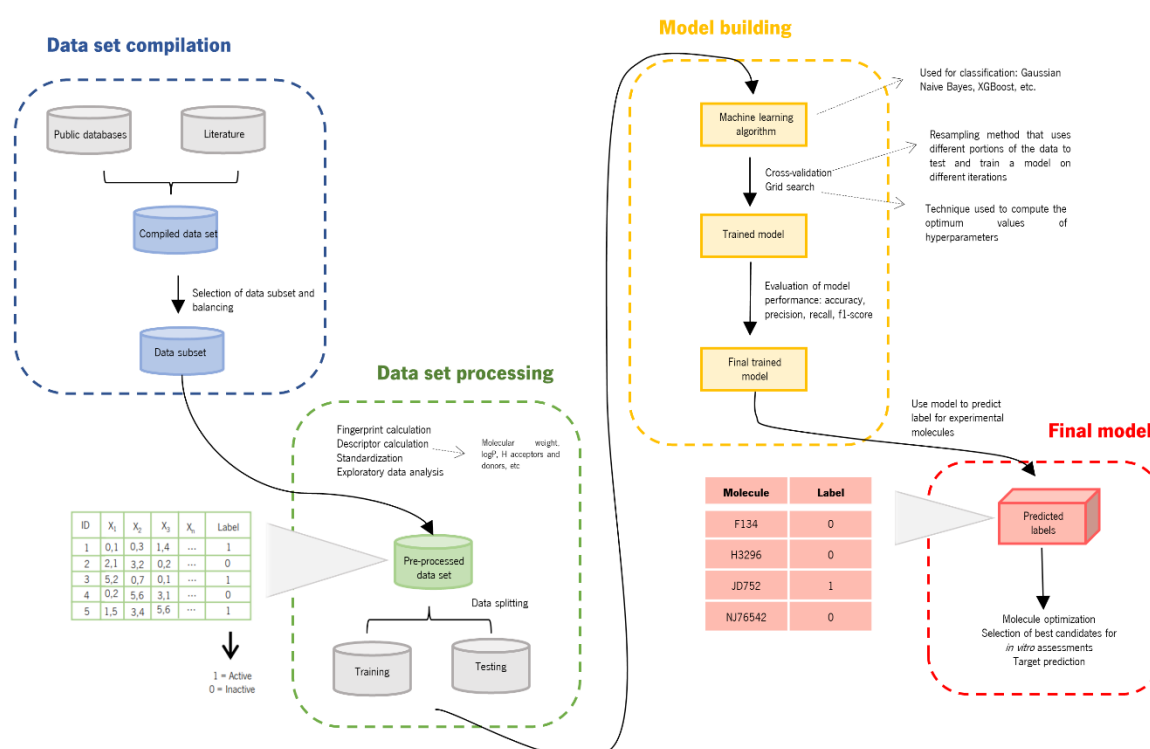 Data set compilation
Public databases
Literature
Compiled data set
Selection of data subset and
balancing
Data subset
Data set processing
Fingerprint calculation
Descriptor calculation
Standardization
Exploratory data analysis
Molecular weight,
logP, H acceptors and
donors, etc
ID X1 X2 X3 Xn Label
1 0,1 0,3 1,4 ... 1
2 2,1 3,2 0,2 ... 0
3 5,2 0,7 0,1 ... 1
4 0,2 5,6 3,1 ... 0
5 1,5 3,4 5,6 ... 1
1 = Active
0 = Inactive
Pre-processed
data set
Data splitting
Training
Testing
Model building
Machine learning
algorithm
Used for classification: Gaussian
Naive Bayes, XGBoost, etc.
Cross-validation
Grid search
Resampling method that uses
different portions of the data to
test and train a model on
different iterations
Technique used to compute the
optimum values of
hyperparameters
Trained model
Evaluation of model
performance: accuracy,
precision, recall, f1-score
Final trained
model
Use model to predict
label for experimental
molecules
Final model
Molecule Label
F134 0
H3296 0
JD752 1
NJ76542 0
Predicted
labels
Molecule optimization
Selection of best candidates for
in vitro assessments
Target prediction